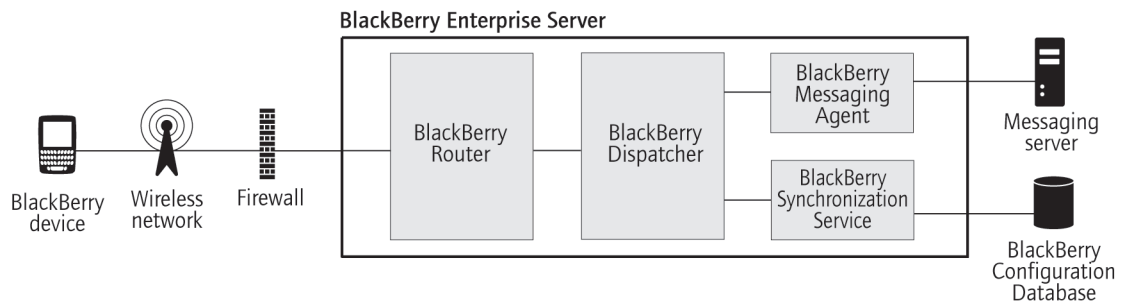 BlackBerry Enterprise Server
BlackBerry
device
Wireless
network
Firewall
BlackBerry
Router
BlackBerry
Dispatcher
BlackBerry
Messaging
Agent
BlackBerry
Synchronization
Service
Messaging
server
BlackBerry
Configuration
Database